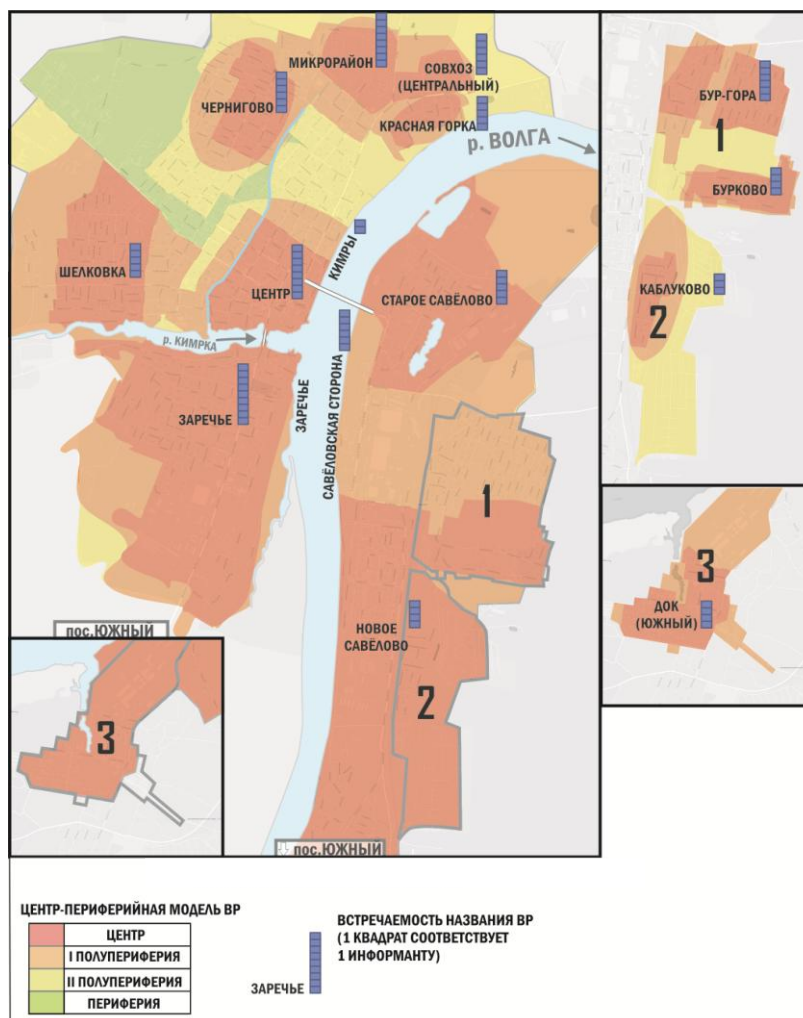 МИКРОРАЙОН
СОВХОЗ
(ЦЕНТРАЛЬНЫЙ)
ЧЕРНИГОВО
КРАСНАЯ ГОРКА
р. ВОЛГА
ШЕЛКОВКА
ЦЕНТР
КИМРЫ
СТАРОЕ САВЁЛОВО
р. КИМРКА
ЗАРЕЧЬЕ
ЗАРЕЧЬЕ
САВЁЛОВСКАЯ СТОРОНА
1
НОВОЕ
САВЁЛОВО
2
пос.ЮЖНЫЙ
3
пос.ЮЖНЫЙ
БУР-ГОРА
1
БУРКОВО
КАБЛУКОВО
2
3
ДОК
(ЮЖНЫЙ)
ЦЕНТР-ПЕРИФЕРИЙНАЯ МОДЕЛЬ ВР
ЦЕНТР
I ПОЛУПЕРИФЕРИЯ
II ПОЛУПЕРИФЕРИЯ
ПЕРИФЕРИЯ
ВСТРЕЧАЕМОСТЬ НАЗВАНИЯ ВР
(1 КВАДРАТ СООТВЕТСТВУЕТ
1 ИНФОРМАНТУ)
ЗАРЕЧЬЕ